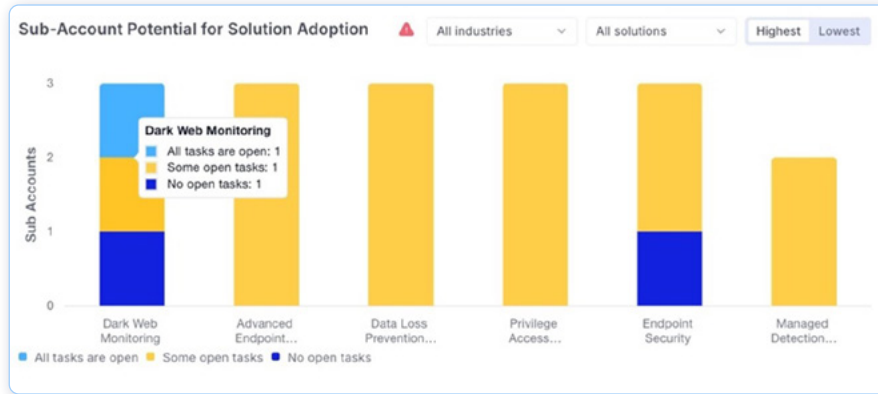 Sub-Account Potential for Solution Adoption
All industries
All solutions
Highest
Lowest
3
2
1
0
Sub Accounts
Dark Web Monitoring
All tasks are open: 1
Some open tasks: 1
No open tasks: 1
Dark Web
Monitoring
Advanced
Endpoint...
Data Loss
Prevention...
Privilege
Access...
Endpoint
Security
Managed
Detection...
All tasks are open
Some open tasks
No open tasks